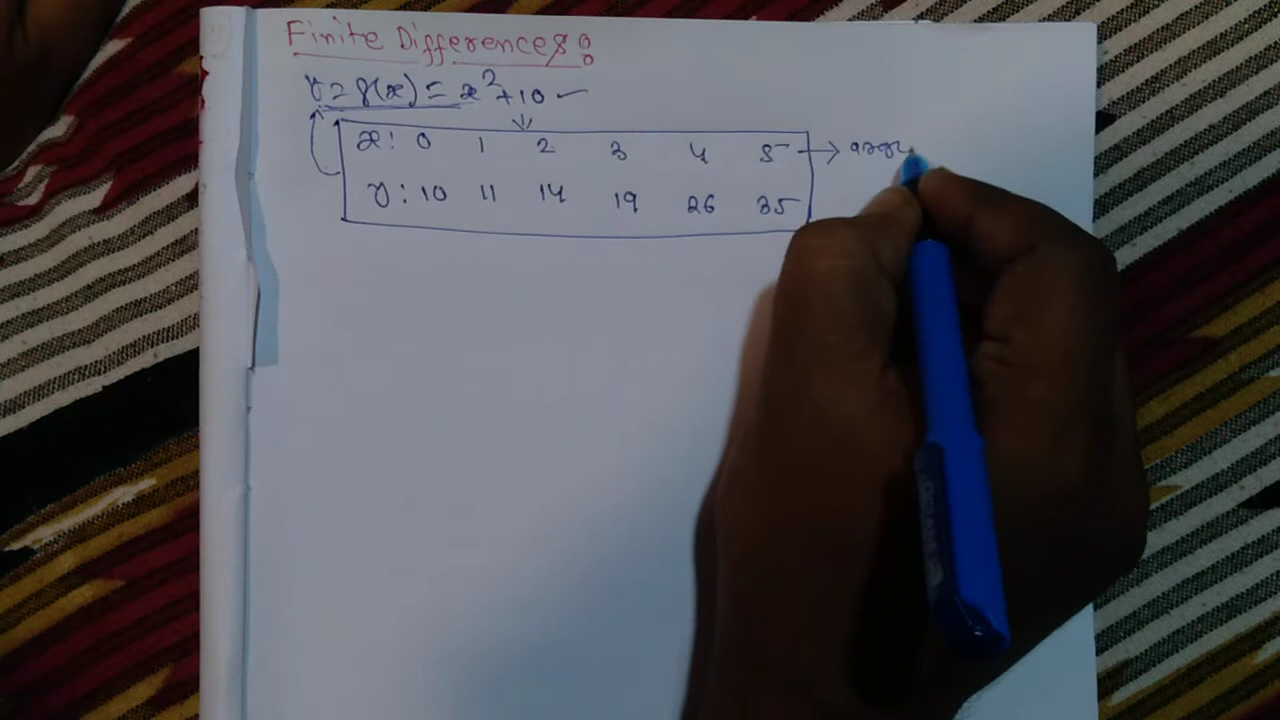 Finite Differences :
y = f(x) = x²+10
x : 0 1 2 3 4 5 →
y : 10 11 14 19 26 35